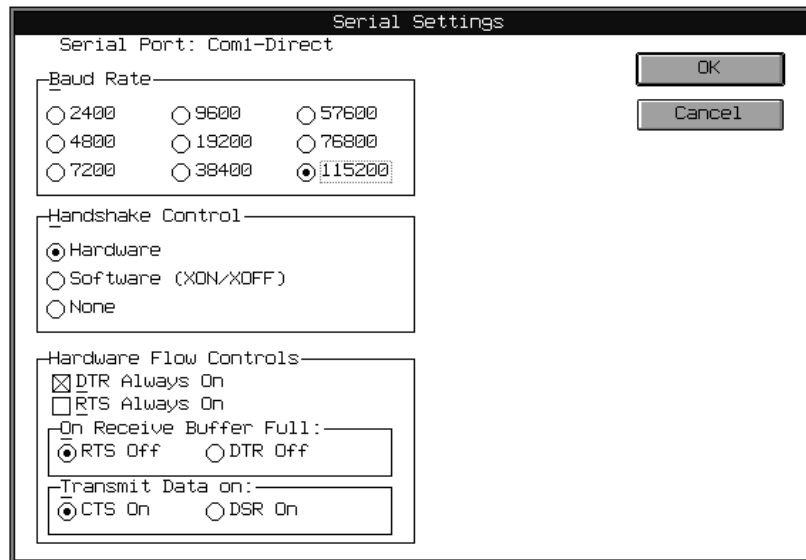 Serial Settings
Serial Port: Com1-Direct
OK
Cancel
Baud Rate
2400 9600 57600
4800 19200 76800
7200 38400 115200
Handshake Control
Hardware
Software (XON/XOFF)
None
Hardware Flow Controls
DTR Always On
RTS Always On
On Receive Buffer Full:
RTS Off DTR Off
Transmit Data on:
CTS On DSR On